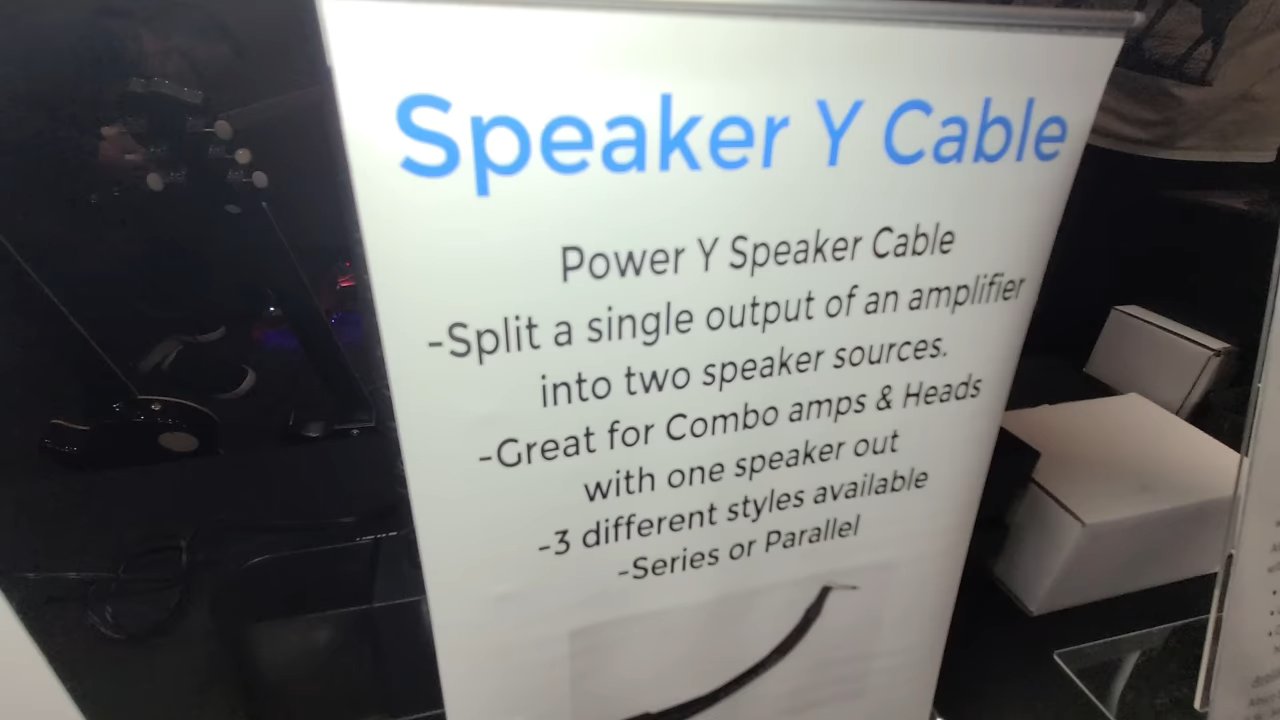 Speaker Y Cable
Power Y Speaker Cable
-Split a single output of an amplifier
into two speaker sources.
-Great for Combo amps & Heads
with one speaker out
-3 different styles available
-Series or Parallel